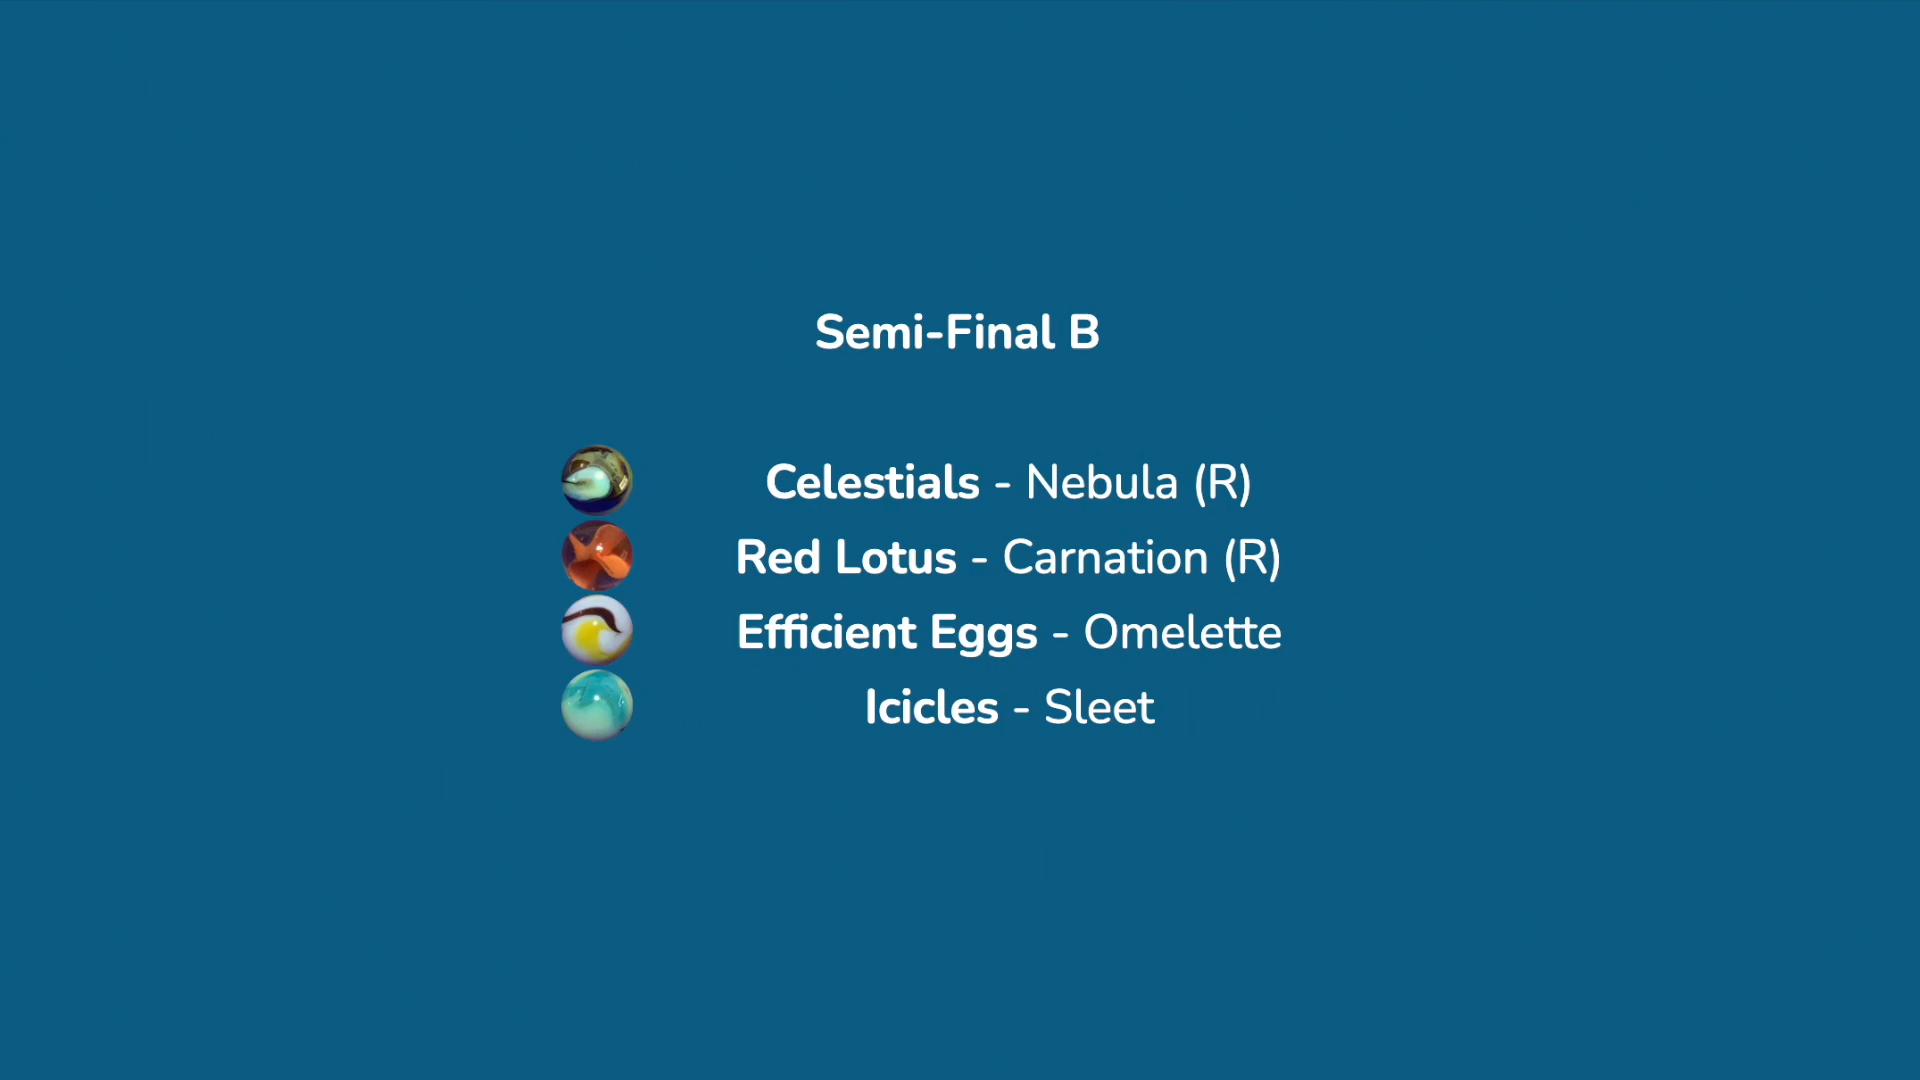 Semi-Final B
Celestials - Nebula (R)
Red Lotus - Carnation (R)
Efficient Eggs - Omelette
Icicles - Sleet